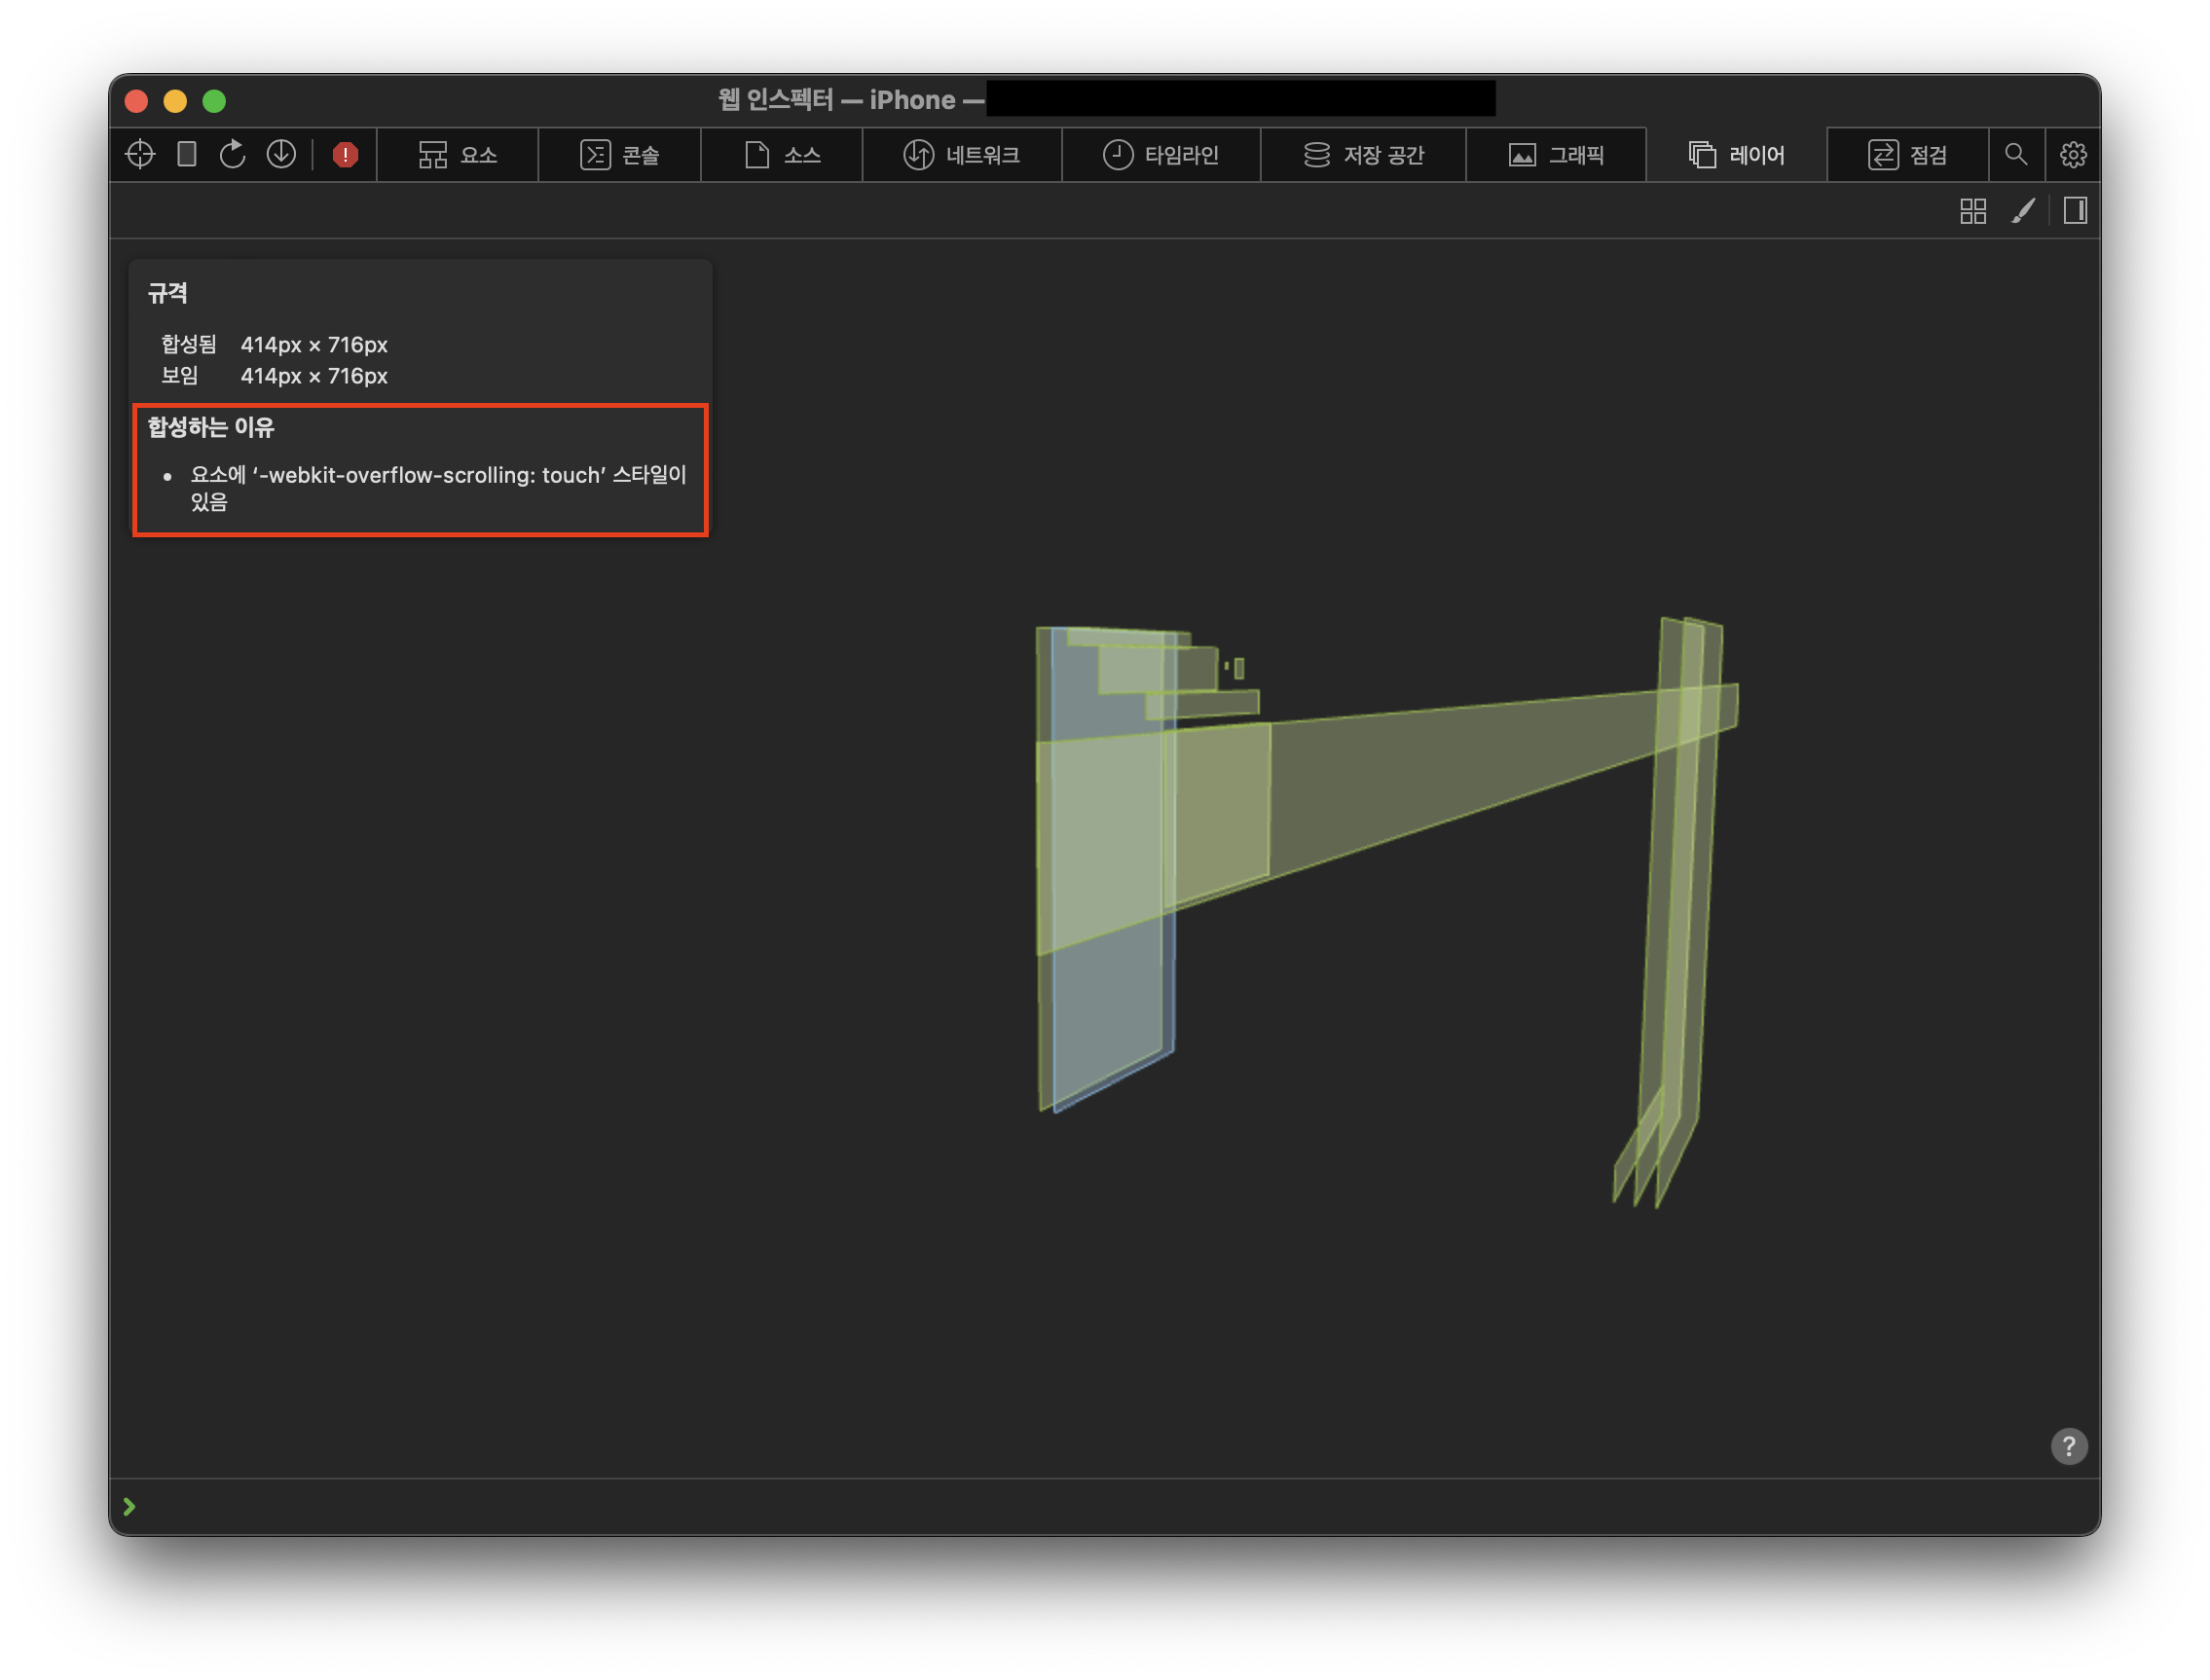 웹 인스펙터 — iPhone —
요소
콘솔
소스
네트워크
타임라인
저장 공간
그래픽
레이어
점검
규격
합성됨 414px × 716px
보임 414px × 716px
합성하는 이유
• 요소에 ‘-webkit-overflow-scrolling: touch’ 스타일이
있음
?